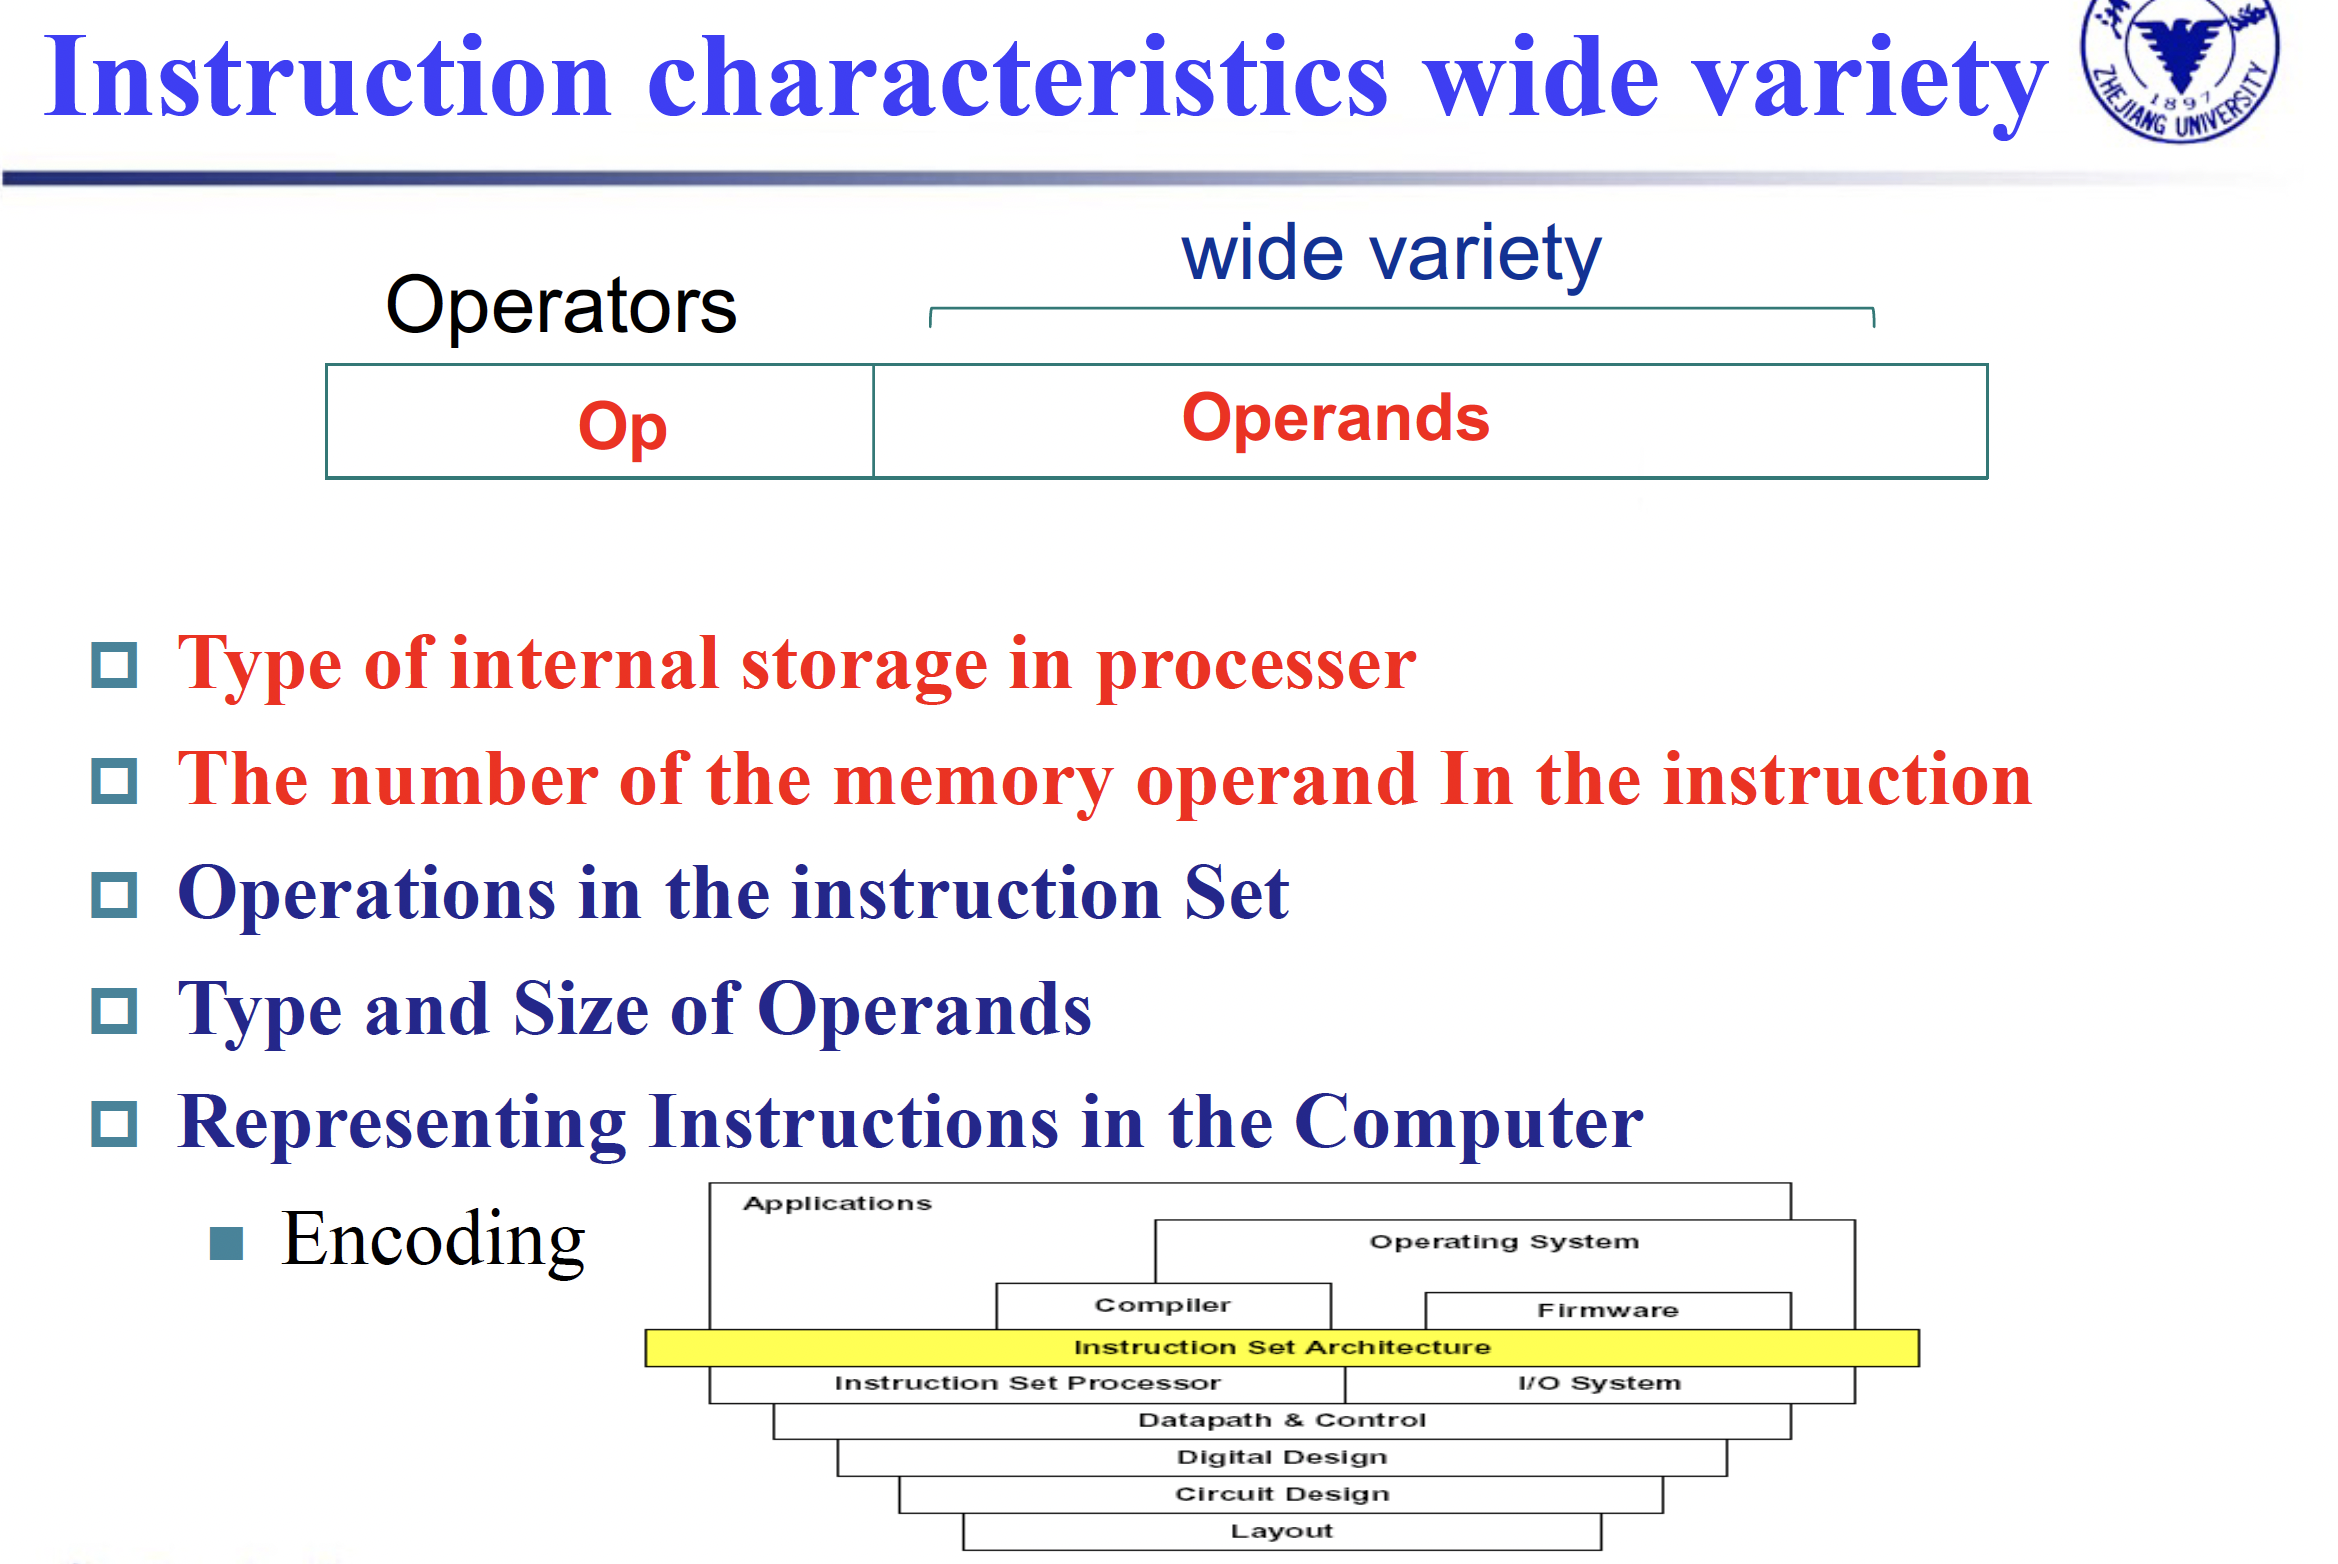 Instruction characteristics wide variety
ZHEJIANG UNIVERSITY
1897
wide variety
Operators
Op
Operands
Type of internal storage in processer
The number of the memory operand In the instruction
Operations in the instruction Set
Type and Size of Operands
Representing Instructions in the Computer
Encoding
Applications
Operating System
Compiler
Firmware
Instruction Set Architecture
Instruction Set Processor
I/O System
Datapath & Control
Digital Design
Circuit Design
Layout